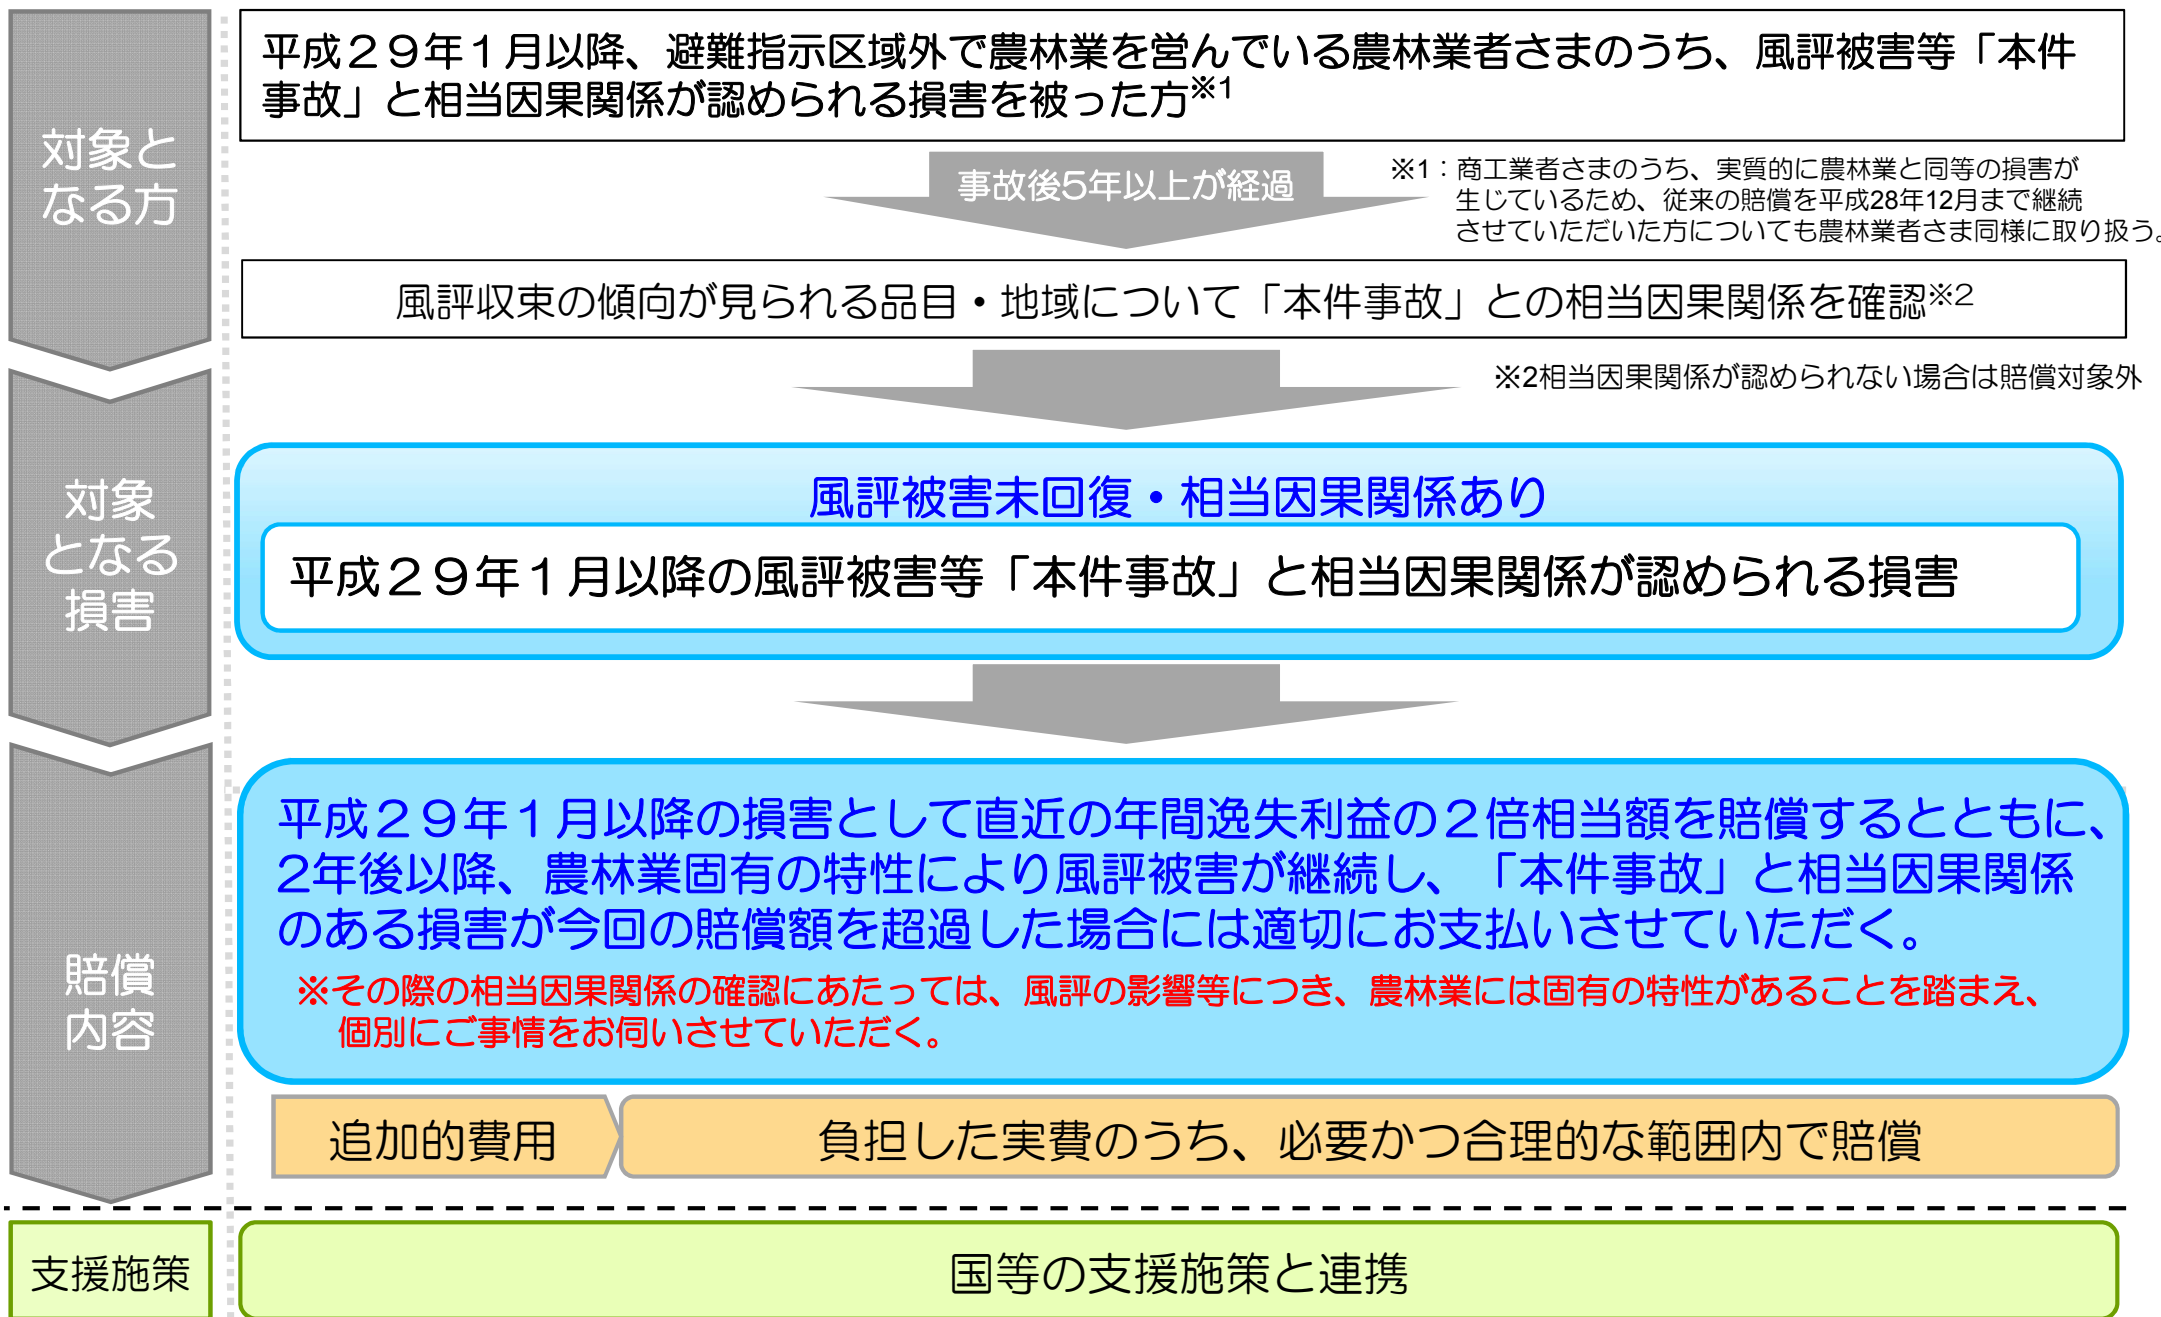 対象と
なる方
平成２９年１月以降、避難指示区域外で農林業を営んでいる農林業者さまのうち、風評被害等「本件
事故」と相当因果関係が認められる損害を被った方※1
事故後5年以上が経過
※1：商工業者さまのうち、実質的に農林業と同等の損害が
生じているため、従来の賠償を平成28年12月まで継続
させていただいた方についても農林業者さま同様に取り扱う。
風評収束の傾向が見られる品目・地域について「本件事故」との相当因果関係を確認※2
※2相当因果関係が認められない場合は賠償対象外
対象
となる
損害
風評被害未回復・相当因果関係あり
平成２９年１月以降の風評被害等「本件事故」と相当因果関係が認められる損害
賠償
内容
平成２９年１月以降の損害として直近の年間逸失利益の２倍相当額を賠償するとともに、
2年後以降、農林業固有の特性により風評被害が継続し、「本件事故」と相当因果関係
のある損害が今回の賠償額を超過した場合には適切にお支払いさせていただく。
※その際の相当因果関係の確認にあたっては、風評の影響等につき、農林業には固有の特性があることを踏まえ、
個別にご事情をお伺いさせていただく。
追加的費用
負担した実費のうち、必要かつ合理的な範囲内で賠償
支援施策
国等の支援施策と連携